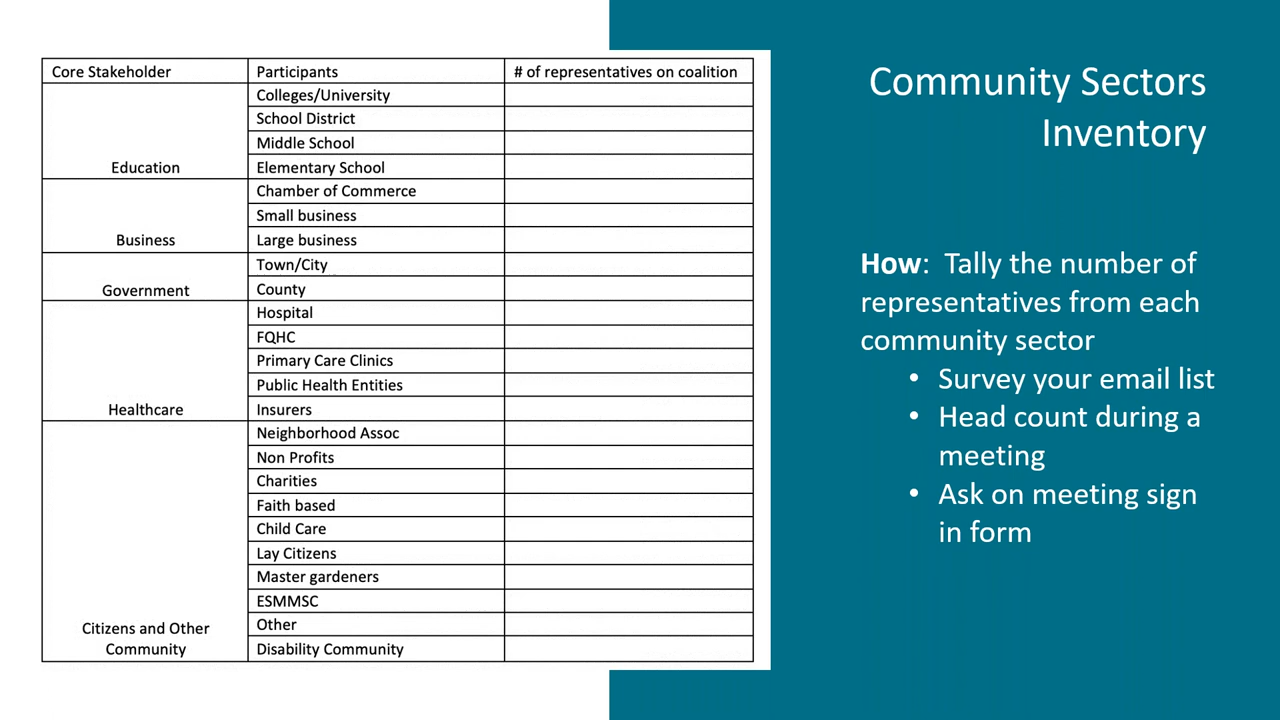 Core Stakeholder Participants # of representatives on coalition
Education Colleges/University
School District
Middle School
Elementary School
Business Chamber of Commerce
Small business
Large business
Government Town/City
County
Healthcare Hospital
FQHC
Primary Care Clinics
Public Health Entities
Insurers
Citizens and Other Community Neighborhood Assoc
Non Profits
Charities
Faith based
Child Care
Lay Citizens
Master gardeners
ESMMSC
Other
Disability Community
Community Sectors
Inventory
How: Tally the number of
representatives from each
community sector
• Survey your email list
• Head count during a
meeting
• Ask on meeting sign
in form